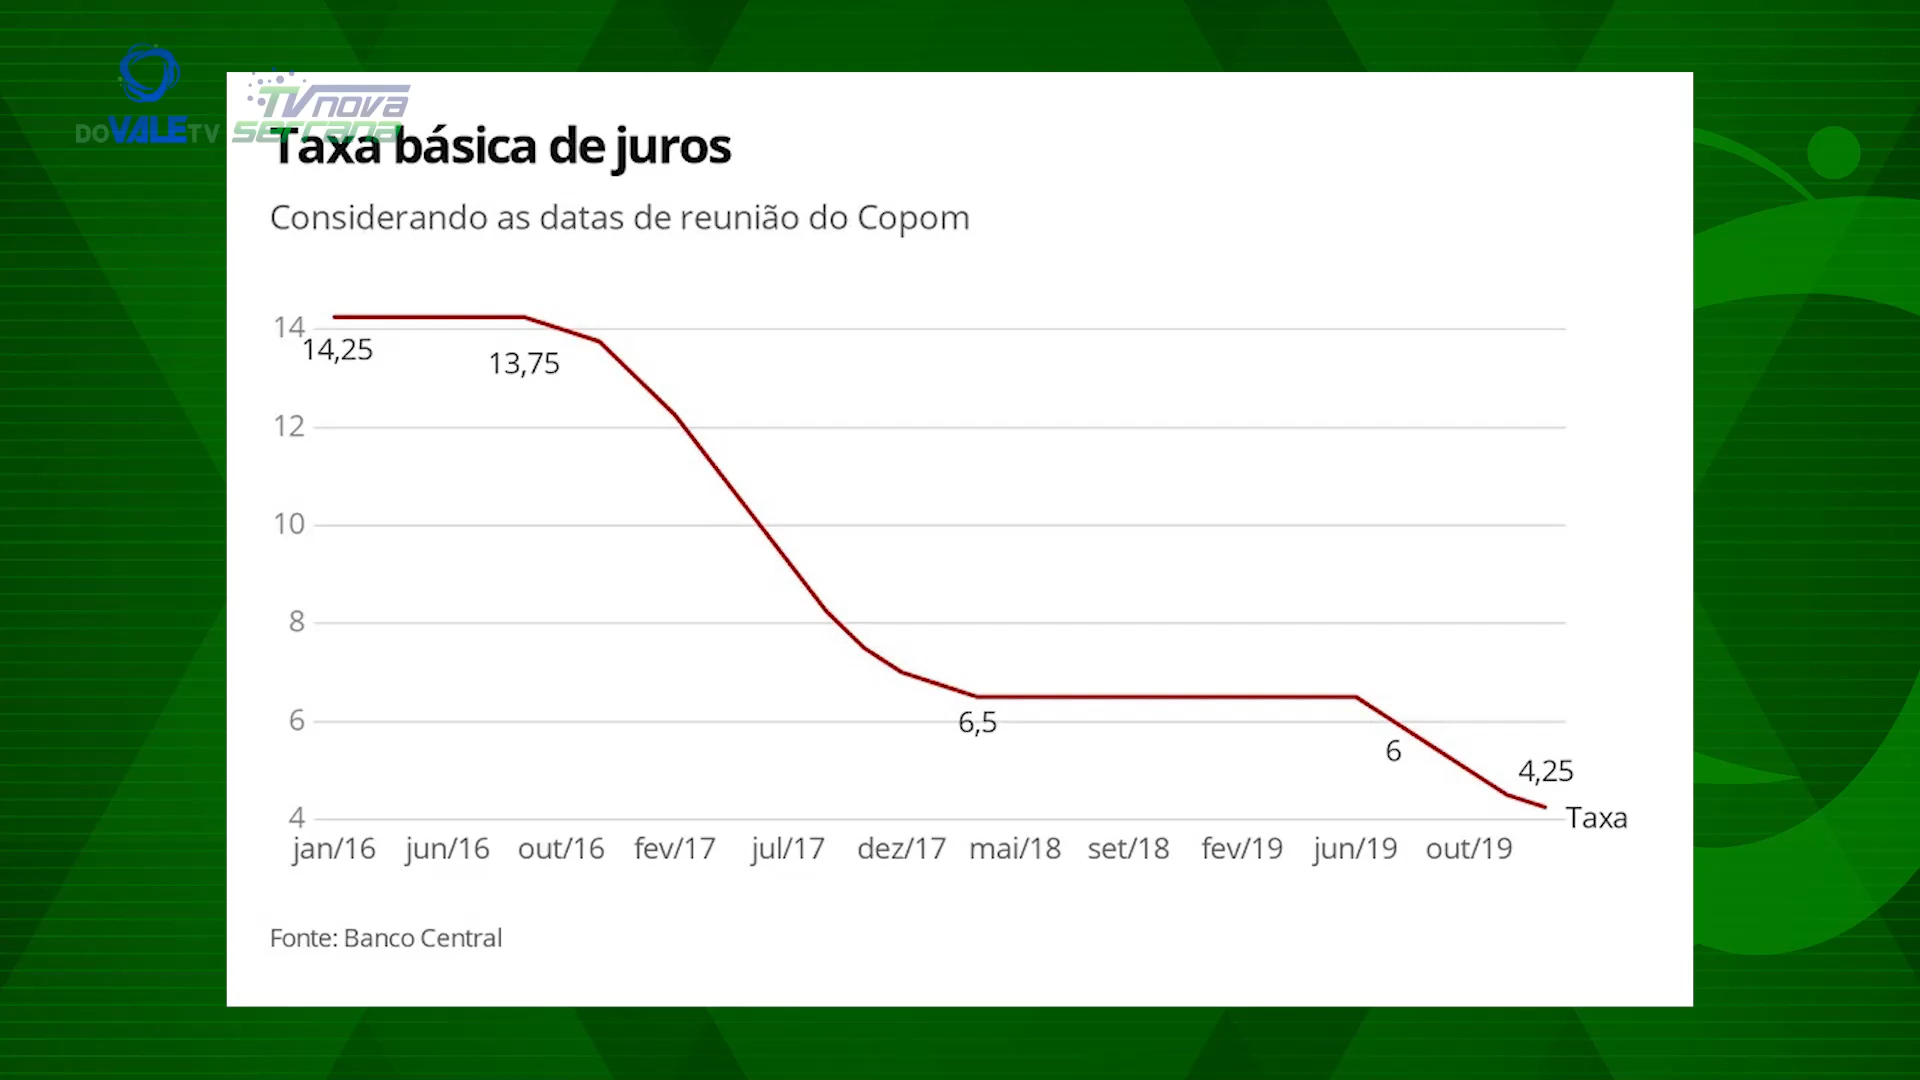 DOVALETV
TVnova
serrana
Taxa básica de juros
Considerando as datas de reunião do Copom
14
14,25
13,75
12
10
8
6
6,5
6
4,25
4
Taxa
jan/16 jun/16 out/16 fev/17 jul/17 dez/17 mai/18 set/18 fev/19 jun/19 out/19
Fonte: Banco Central